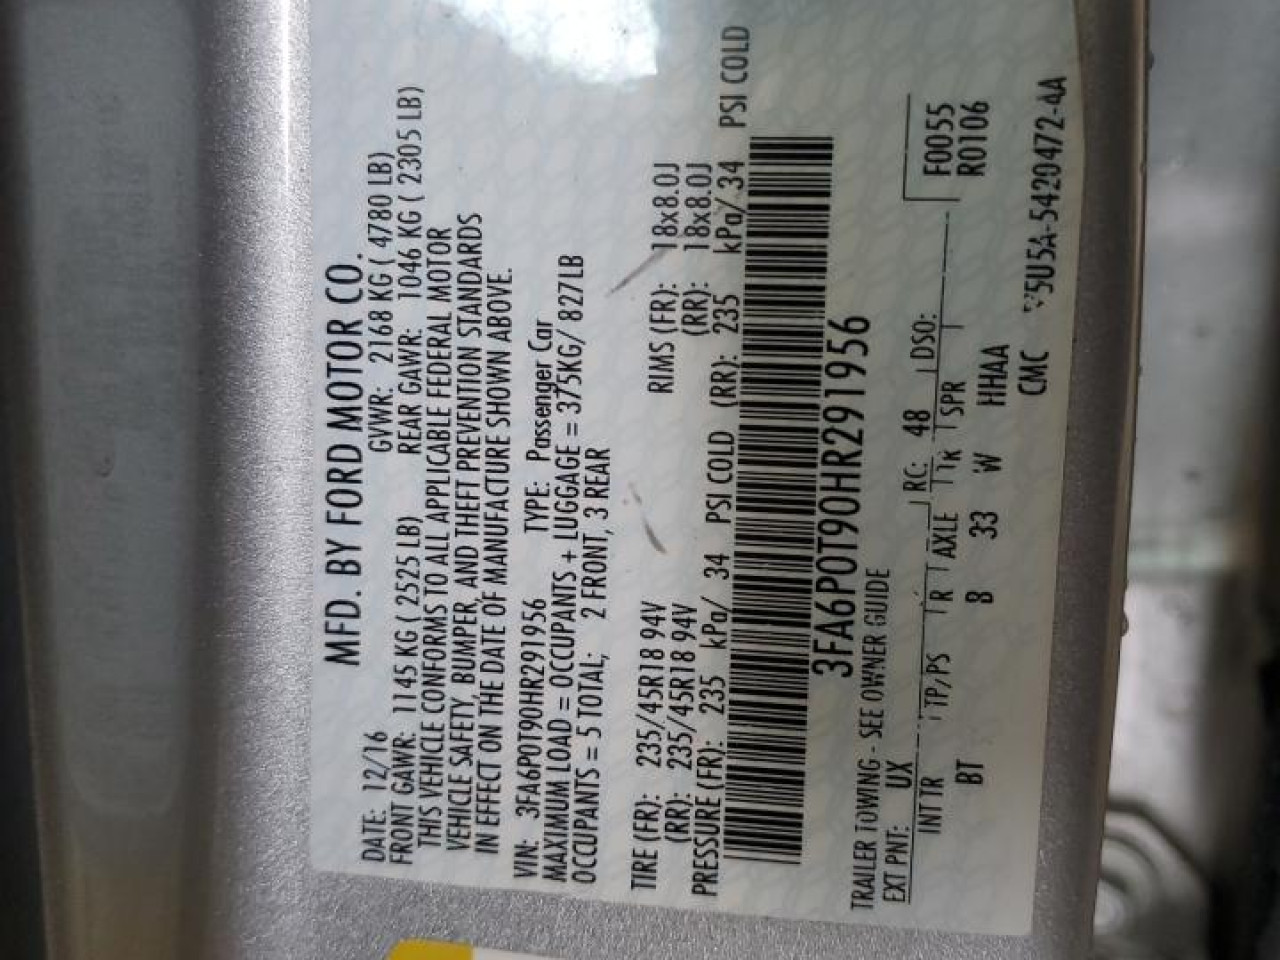 MFD. BY FORD MOTOR CO.
DATE: 12/16 GVWR: 2168 KG ( 4780 LB)
FRONT GAWR: 1145 KG ( 2525 LB) REAR GAWR: 1046 KG ( 2305 LB)
THIS VEHICLE CONFORMS TO ALL APPLICABLE FEDERAL MOTOR
VEHICLE SAFETY, BUMPER, AND THEFT PREVENTION STANDARDS
IN EFFECT ON THE DATE OF MANUFACTURE SHOWN ABOVE.
VIN: 3FA6P0T90HR291956 TYPE: Passenger Car
MAXIMUM LOAD = OCCUPANTS + LUGGAGE = 375KG/ 827LB
OCCUPANTS = 5 TOTAL; 2 FRONT, 3 REAR
TIRE (FR): 235/45R18 94V RIMS (FR): 18x8.0J
(RR): 235/45R18 94V (RR): 18x8.0J
PRESSURE (FR): 235 kPa/ 34 PSI COLD (RR): 235 kPa/ 34 PSI COLD
3FA6P0T90HR291956
TRAILER TOWING - SEE OWNER GUIDE
EXT PNT: UX RC: 48 DSO: F0055
INT TR TP/PS R AXLE TR SPR R0106
BT B 33 W HHAA
CMC 5U5A-5420472-4A